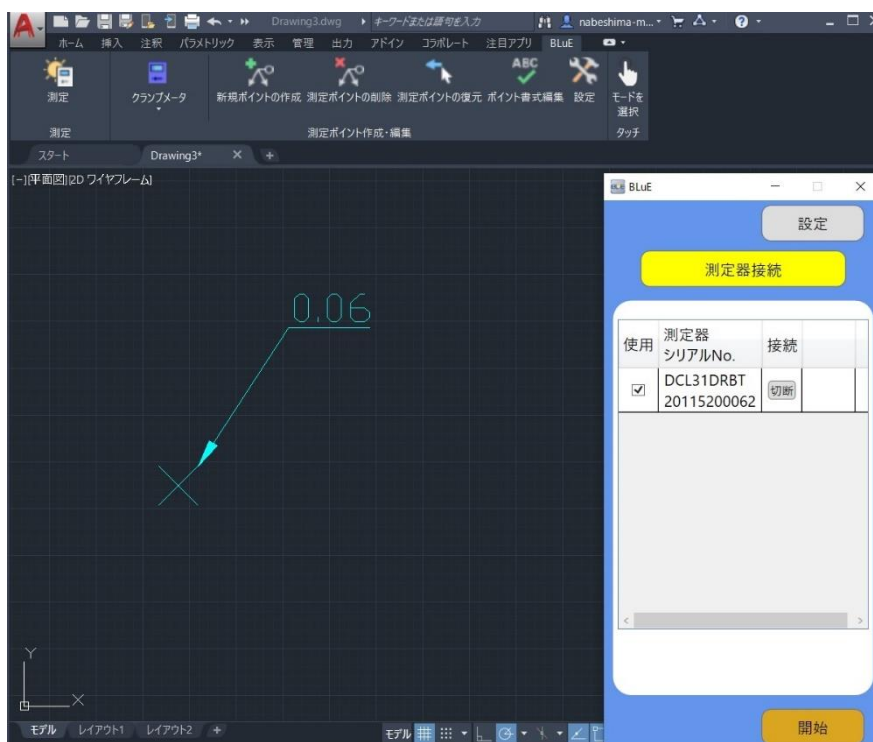 A Drawing3.dwg キーワードまたは語句を入力 nabeshima-m...
ホーム 挿入 注釈 パラメトリック 表示 管理 出力 アドイン コラボレート 注目アプリ BLuE
ABC
測定 クランプメータ 新規ポイントの作成 測定ポイントの削除 測定ポイントの復元 ポイント書式編集 設定 モードを
選択
測定 測定ポイント作成・編集 タッチ
スタート Drawing3* × +
[−][平面図][2D ワイヤフレーム]
BLuE
設定
測定器接続
0.06
使用 測定器
シリアルNo. 接続
DCL31DRBT
20115200062 切断
Y
X
モデル レイアウト1 レイアウト2 + モデル
開始